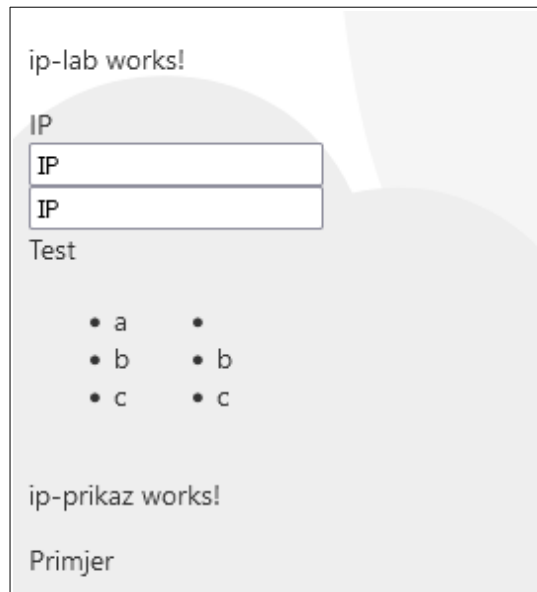 ip-lab works!
IP
IP
IP
Test
• a •
• b • b
• c • c
ip-prikaz works!
Primjer